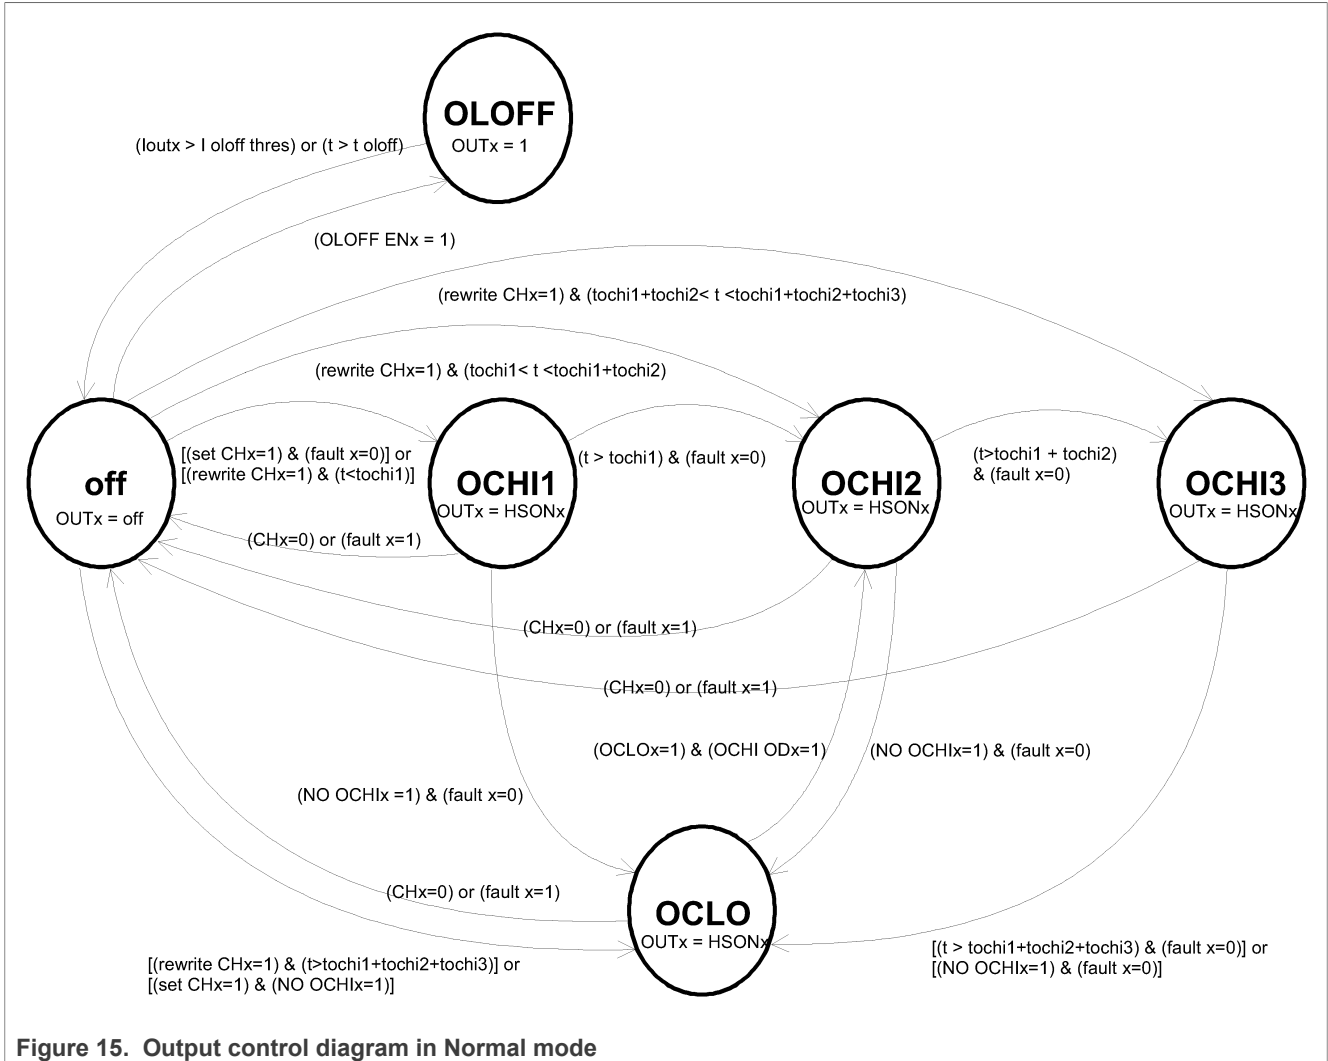 OLOFF
OUTx = 1
(Ioutx > I oloff thres) or (t > t oloff)
(OLOFF ENx = 1)
(rewrite CHx=1) & (tochi1+tochi2< t <tochi1+tochi2+tochi3)
(rewrite CHx=1) & (tochi1< t <tochi1+tochi2)
off
OUTx = off
[(set CHx=1) & (fault x=0)] or
[(rewrite CHx=1) & (t<tochi1)]
OCHI1
OUTx = HSONx
(t > tochi1) & (fault x=0)
OCHI2
OUTx = HSONx
(t>tochi1 + tochi2)
& (fault x=0)
OCHI3
OUTx = HSONx
(CHx=0) or (fault x=1)
(CHx=0) or (fault x=1)
(CHx=0) or (fault x=1)
(OCLOx=1) & (OCHI ODx=1)
(NO OCHIx=1) & (fault x=0)
(NO OCHIx =1) & (fault x=0)
(CHx=0) or (fault x=1)
OCLO
OUTx = HSONx
[(rewrite CHx=1) & (t>tochi1+tochi2+tochi3)] or
[(set CHx=1) & (NO OCHIx=1)]
[(t > tochi1+tochi2+tochi3) & (fault x=0)] or
[(NO OCHIx=1) & (fault x=0)]
Figure 15. Output control diagram in Normal mode